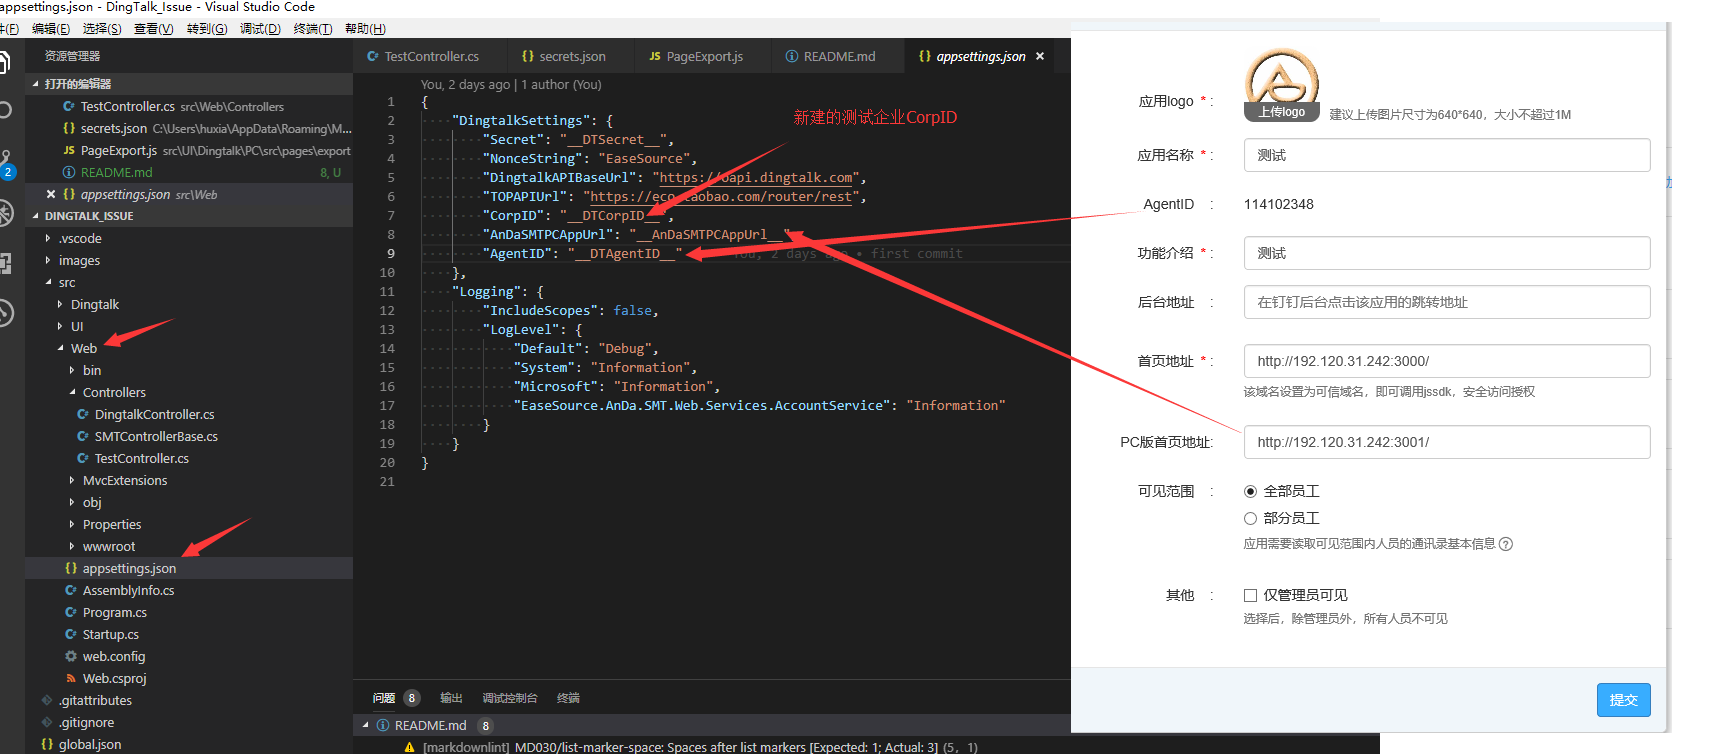 appsettings.json - DingTalk_Issue - Visual Studio Code
件(F) 编辑(E) 选择(S) 查看(V) 转到(G) 调试(D) 终端(T) 帮助(H)
资源管理器
打开的编辑器
TestController.cs src\Web\Controllers
secrets.json C:\Users\huxia\AppData\Roaming\M...
PageExport.js src\UI\Dingtalk\PC\src\pages\export
README.md 8, U
appsettings.json src\Web
2
DINGTALK_ISSUE
.vscode
images
src
Dingtalk
UI
Web
bin
Controllers
DingtalkController.cs
SMTControllerBase.cs
TestController.cs
MvcExtensions
obj
Properties
wwwroot
appsettings.json
AssemblyInfo.cs
Program.cs
Startup.cs
web.config
Web.csproj
.gitattributes
.gitignore
global.json
TestController.cs secrets.json PageExport.js README.md appsettings.json
You, 2 days ago | 1 author (You)
1 {
2 "DingtalkSettings": {
新建的测试企业CorpID
3 "Secret": "__DTSecret__",
4 "NonceString": "EaseSource",
5 "DingtalkAPIBaseUrl": "https://oapi.dingtalk.com",
6 "TOPAPIUrl": "https://eco.taobao.com/router/rest",
7 "CorpID": "__DTCorpID__",
8 "AnDaSMTPCAppUrl": "__AnDaSMTPCAppUrl__",
9 "AgentID": "__DTAgentID__" You, 2 days ago • first commit
10 },
11 "Logging": {
12 "IncludeScopes": false,
13 "LogLevel": {
14 "Default": "Debug",
15 "System": "Information",
16 "Microsoft": "Information",
17 "EaseSource.AnDa.SMT.Web.Services.AccountService": "Information"
18 }
19 }
20 }
21
问题 8 输出 调试控制台 终端
README.md 8
[markdownlint] MD030/list-marker-space: Spaces after list markers [Expected: 1; Actual: 3] (5, 1)
应用logo * :
上传logo
建议上传图片尺寸为640*640，大小不超过1M
应用名称 * : 测试
AgentID : 114102348
功能介绍 * : 测试
后台地址 : 在钉钉后台点击该应用的跳转地址
首页地址 * : http://192.120.31.242:3000/
该域名设置为可信域名，即可调用jssdk，安全访问授权
PC版首页地址: http://192.120.31.242:3001/
可见范围 : 全部员工
部分员工
应用需要读取可见范围内人员的通讯录基本信息 ?
其他 : 仅管理员可见
选择后，除管理员外，所有人员不可见
提交